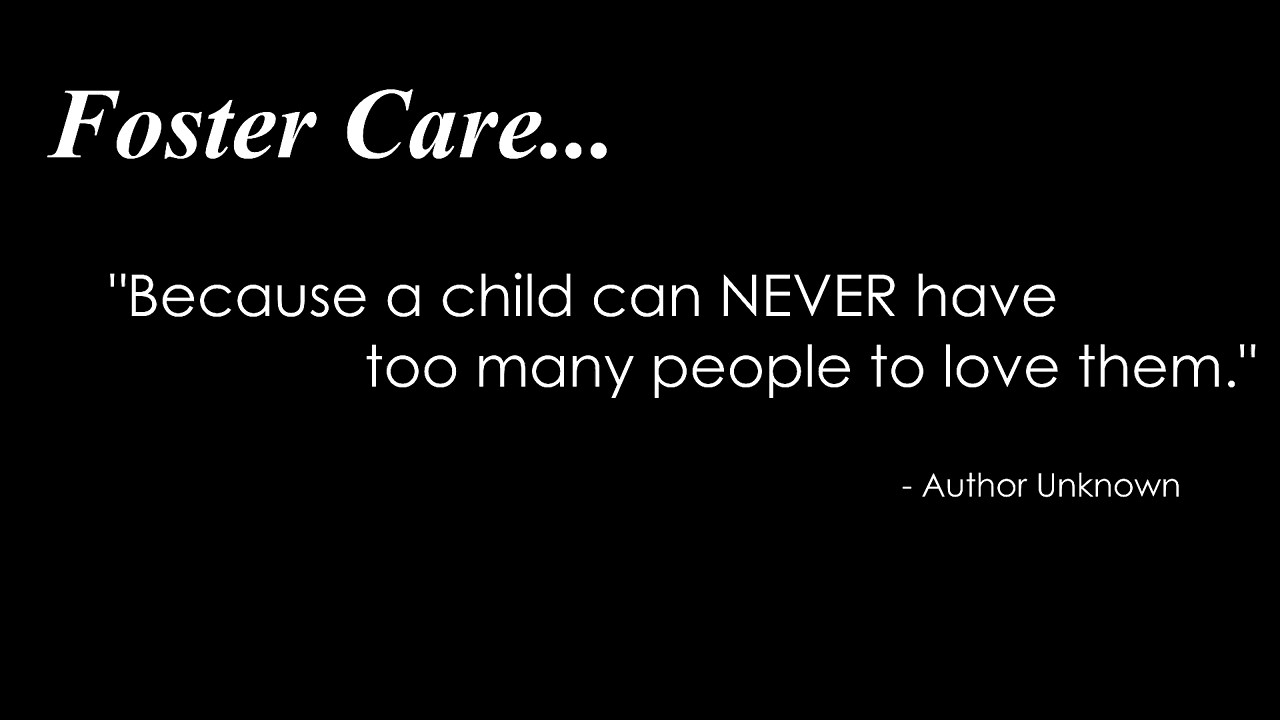 Foster Care...
"Because a child can NEVER have
too many people to love them."
- Author Unknown